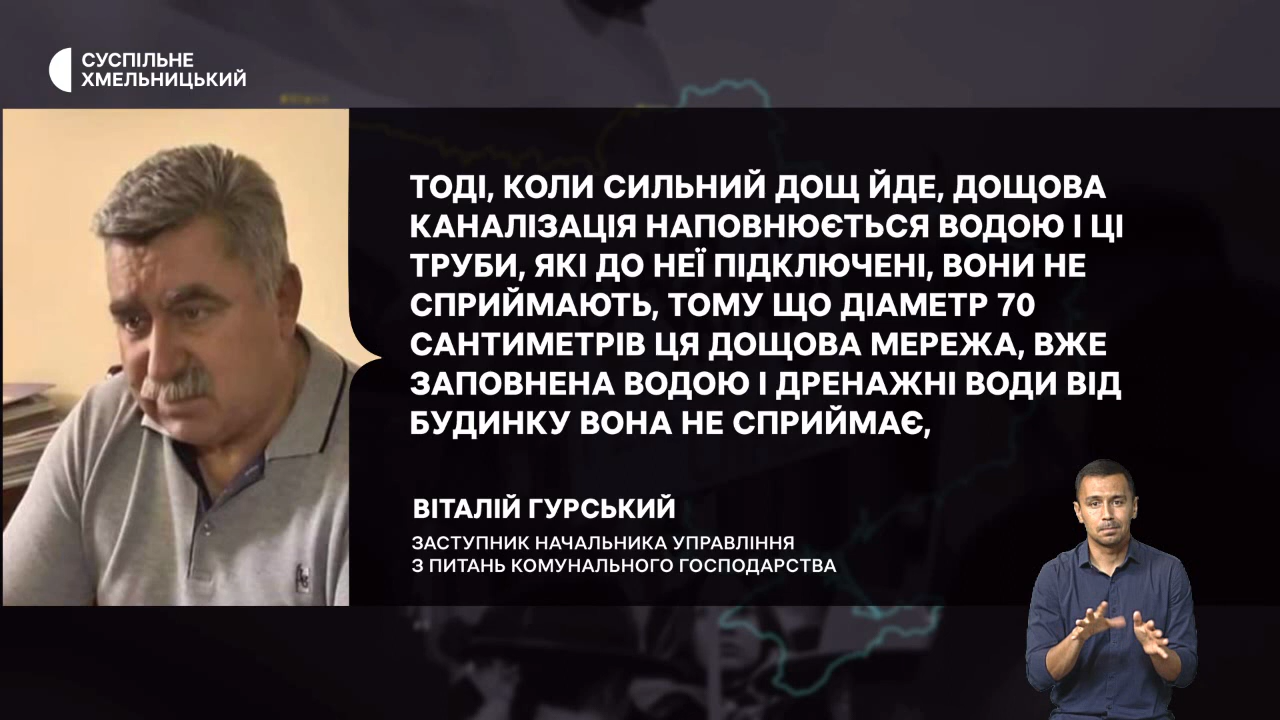 СУСПІЛЬНЕ
ХМЕЛЬНИЦЬКИЙ
ТОДІ, КОЛИ СИЛЬНИЙ ДОЩ ЙДЕ, ДОЩОВА
КАНАЛІЗАЦІЯ НАПОВНЮЄТЬСЯ ВОДОЮ І ЦІ
ТРУБИ, ЯКІ ДО НЕЇ ПІДКЛЮЧЕНІ, ВОНИ НЕ
СПРИЙМАЮТЬ, ТОМУ ЩО ДІАМЕТР 70
САНТИМЕТРІВ ЦЯ ДОЩОВА МЕРЕЖА, ВЖЕ
ЗАПОВНЕНА ВОДОЮ І ДРЕНАЖНІ ВОДИ ВІД
БУДИНКУ ВОНА НЕ СПРИЙМАЄ,
ВІТАЛІЙ ГУРСЬКИЙ
ЗАСТУПНИК НАЧАЛЬНИКА УПРАВЛІННЯ
З ПИТАНЬ КОМУНАЛЬНОГО ГОСПОДАРСТВА